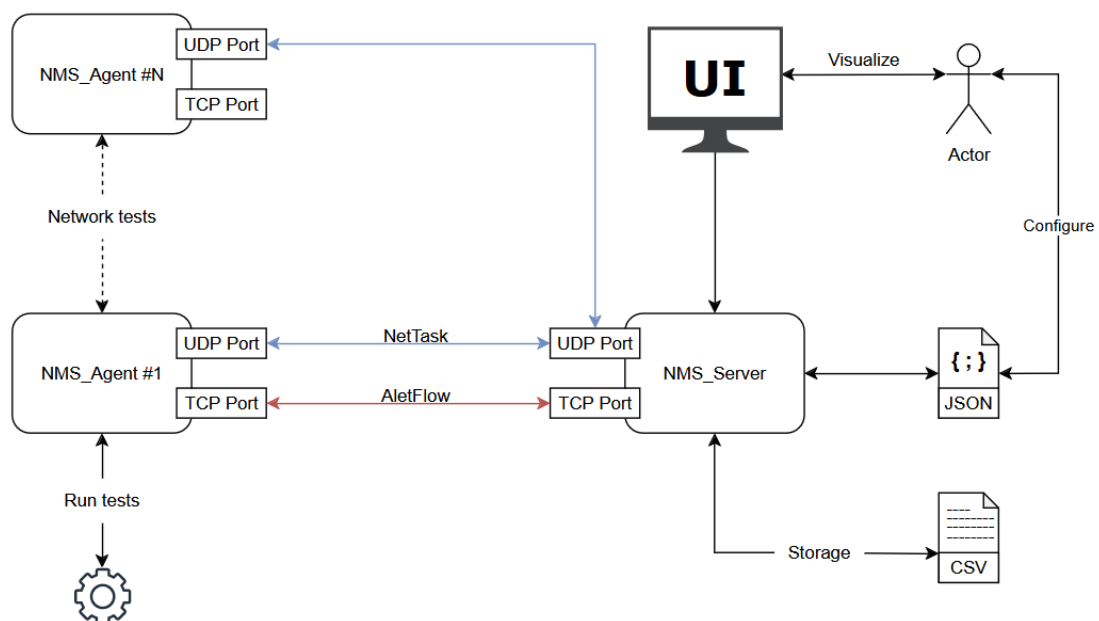 UDP Port
NMS_Agent #N
TCP Port
UI
Visualize
Actor
Network tests
Configure
UDP Port
NetTask
UDP Port
NMS_Agent #1
NMS_Server
{ ; }
TCP Port
AletFlow
TCP Port
JSON
Run tests
Storage
CSV